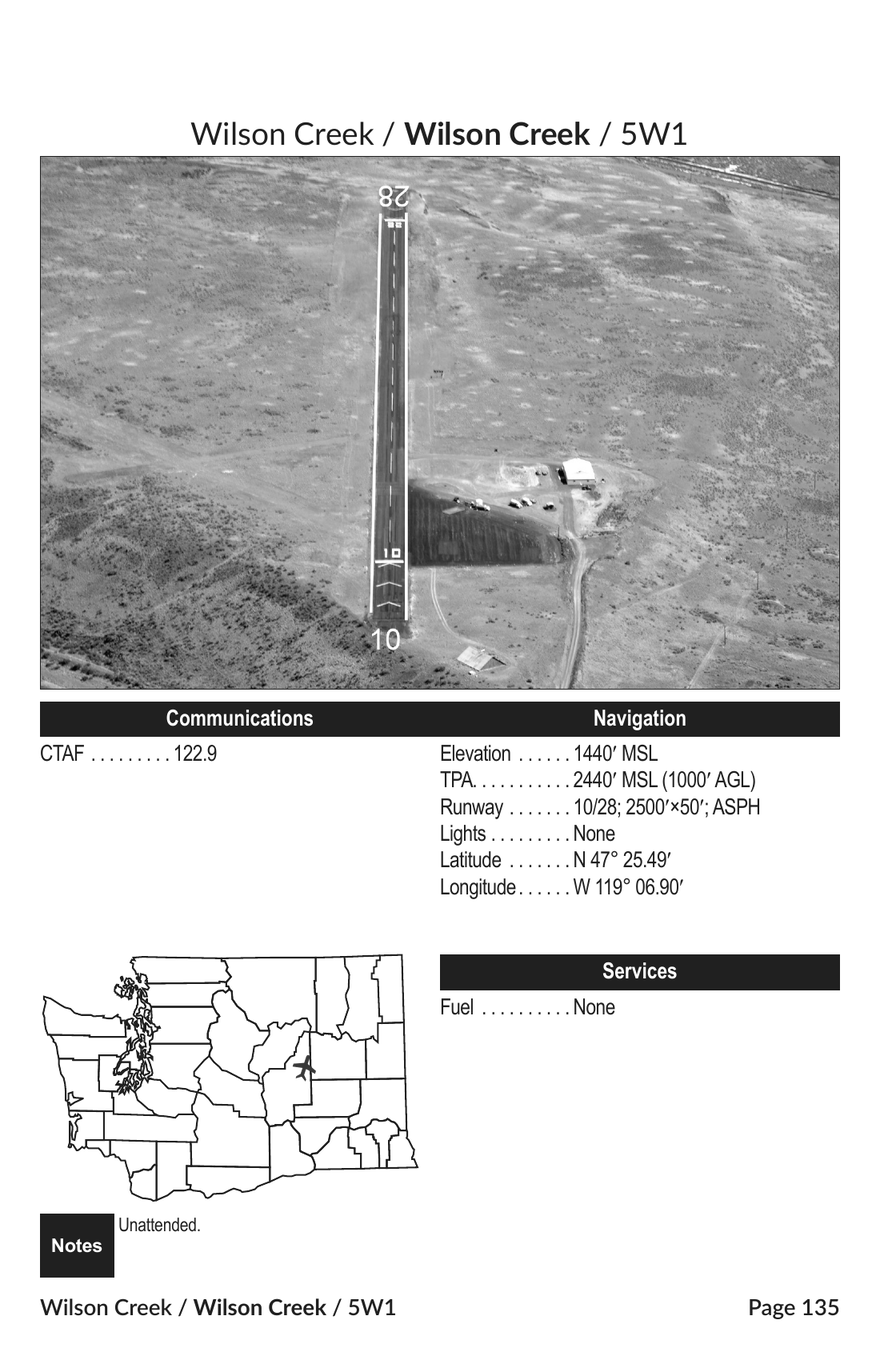 Wilson Creek / Wilson Creek / 5W1
28
10
10
Communications
CTAF . . . . . . . . . 122.9
Navigation
Elevation . . . . . . 1440′ MSL
TPA. . . . . . . . . . . 2440′ MSL (1000′ AGL)
Runway . . . . . . . 10/28; 2500′×50′; ASPH
Lights . . . . . . . . . None
Latitude . . . . . . . N 47° 25.49′
Longitude . . . . . . W 119° 06.90′
Services
Fuel . . . . . . . . . . None
Notes
Unattended.
Wilson Creek / Wilson Creek / 5W1
Page 135